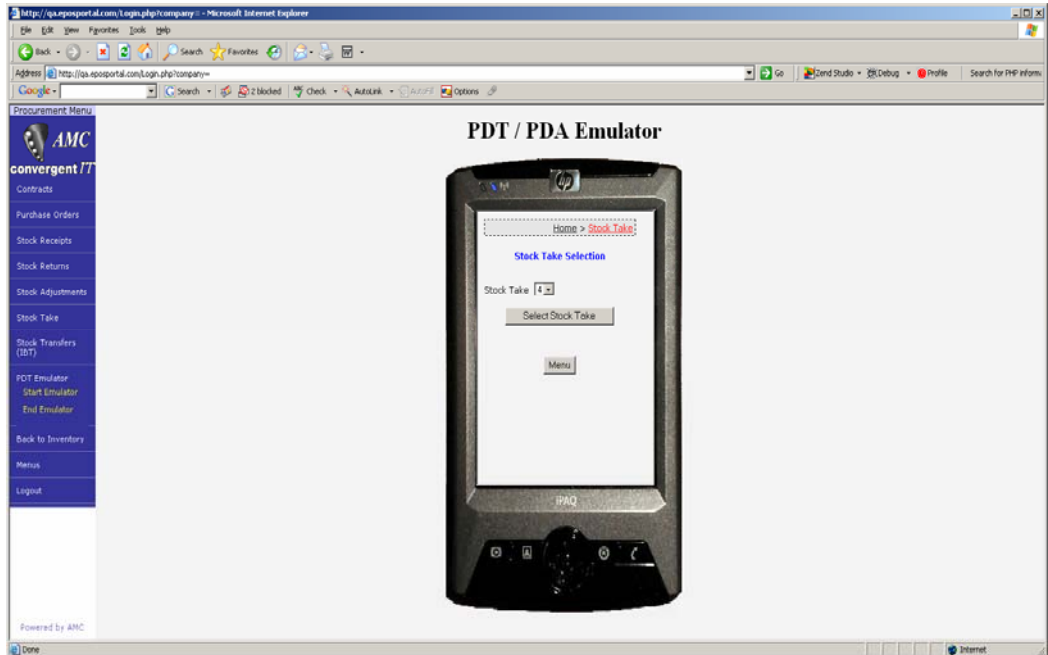 http://qa.eposportal.com/Login.php?company= - Microsoft Internet Explorer
File Edit View Favorites Tools Help
Back Search Favorites
Address http://qa.eposportal.com/Login.php?company= Go Zend Studio Debug Profile Search for PHP inform
Google Search 2 blocked Check AutoLink AutoFill Options
Procurement Menu
AMC
convergent IT
Contracts
Purchase Orders
Stock Receipts
Stock Returns
Stock Adjustments
Stock Take
Stock Transfers
(IBT)
PDT Emulator
Start Emulator
End Emulator
Back to Inventory
Menus
Logout
Powered by AMC
PDT / PDA Emulator
hp
Home > Stock Take
Stock Take Selection
Stock Take 4
Select Stock Take
Menu
iPAQ
Done Internet